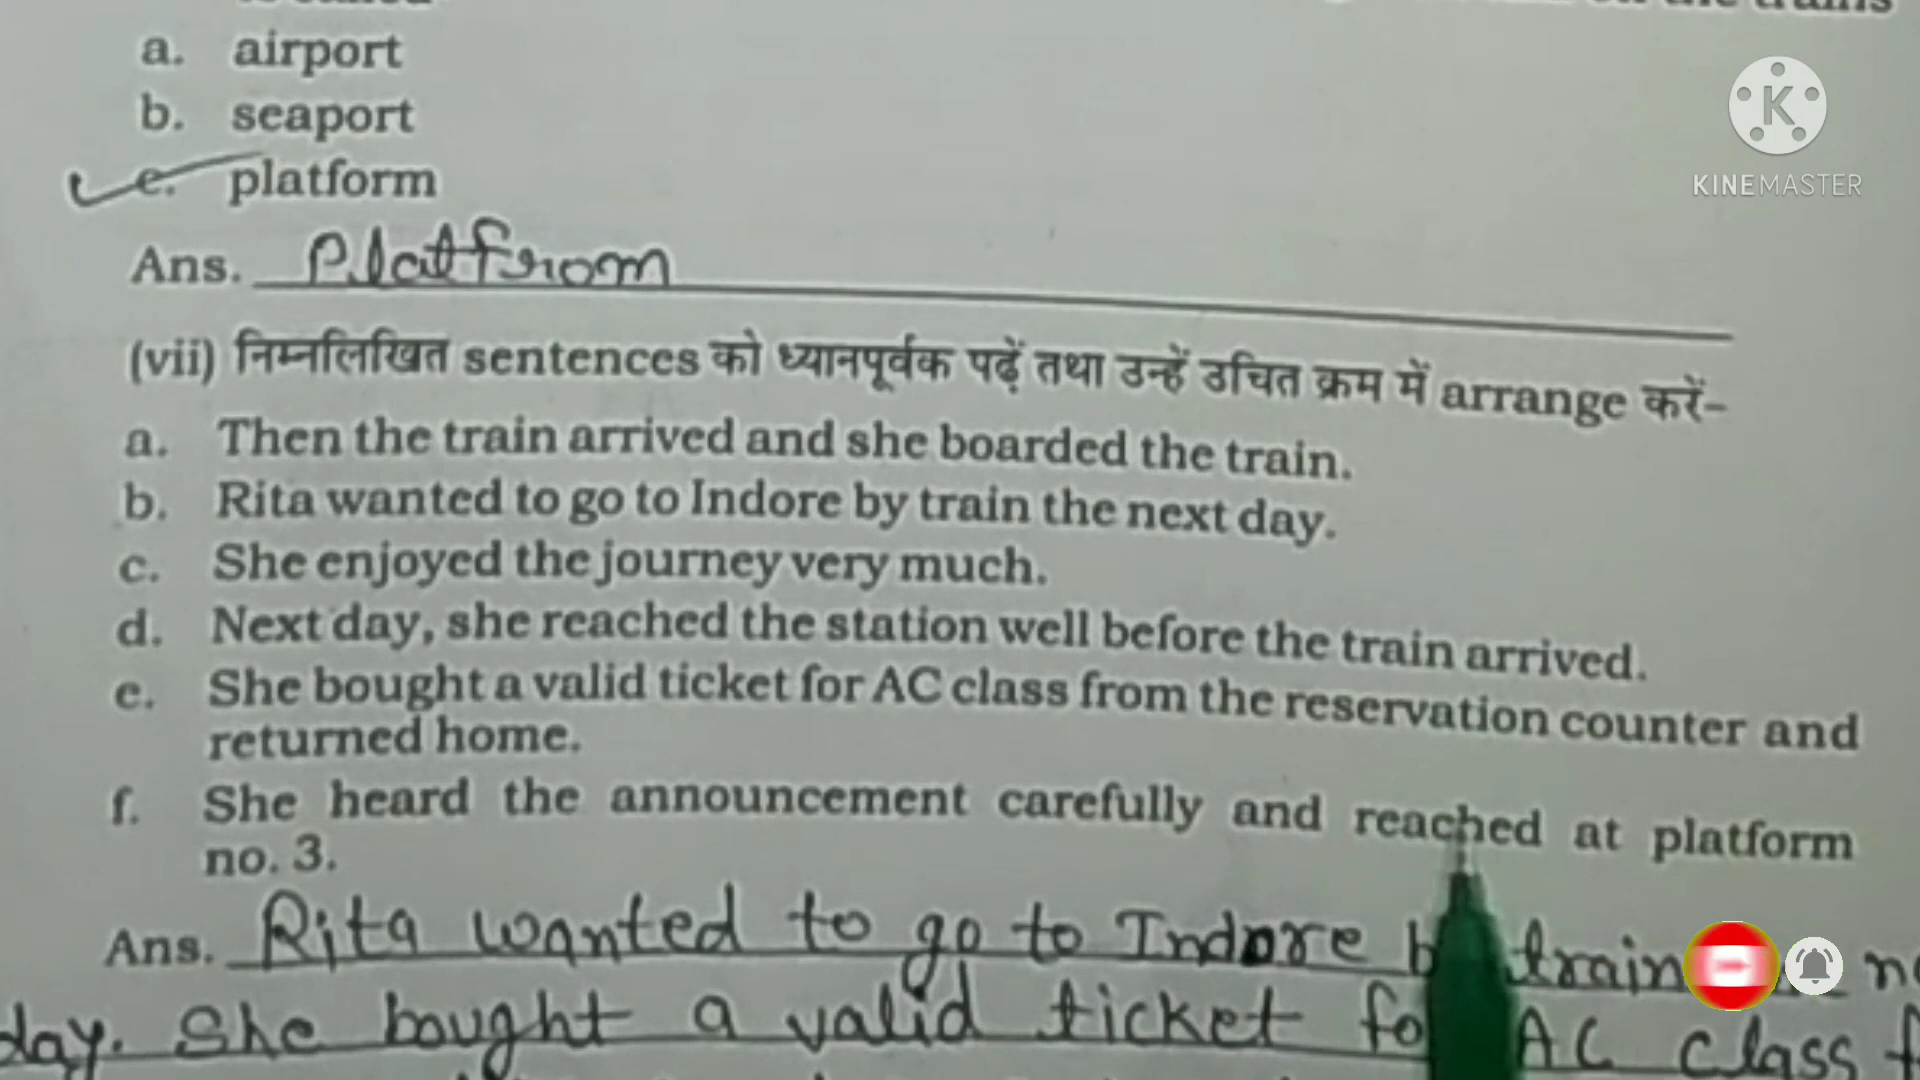 the trains
a. airport
b. seaport
c. platform
KINEMASTER
Ans. Platfrom
(vii) निम्नलिखित sentences को ध्यानपूर्वक पढ़ें तथा उन्हें उचित क्रम में arrange करें-
a. Then the train arrived and she boarded the train.
b. Rita wanted to go to Indore by train the next day.
c. She enjoyed the journey very much.
d. Next day, she reached the station well before the train arrived.
e. She bought a valid ticket for AC class from the reservation counter and
returned home.
f. She heard the announcement carefully and reached at platform
no. 3.
Ans. Rita wanted to go to Indore train
day. She bought a valid ticket AC class